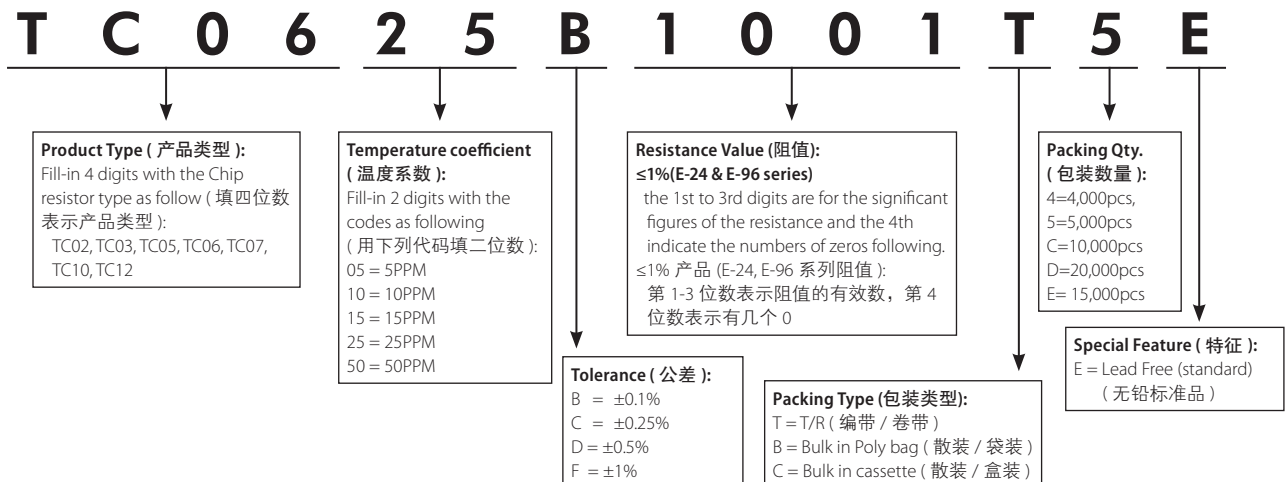 T C 0 6 2 5 B 1 0 0 1 T 5 E
Product Type ( 产品类型 ):
Fill-in 4 digits with the Chip
resistor type as follow ( 填四位数
表示产品类型 ):
TC02, TC03, TC05, TC06, TC07,
TC10, TC12
Temperature coefficient
( 温度系数 ):
Fill-in 2 digits with the
codes as following
( 用下列代码填二位数 ):
05 = 5PPM
10 = 10PPM
15 = 15PPM
25 = 25PPM
50 = 50PPM
Tolerance ( 公差 ):
B = ±0.1%
C = ±0.25%
D = ±0.5%
F = ±1%
Resistance Value (阻值):
≤1%(E-24 & E-96 series)
the 1st to 3rd digits are for the significant
figures of the resistance and the 4th
indicate the numbers of zeros following.
≤1% 产品 (E-24, E-96 系列阻值 ):
第 1-3 位数表示阻值的有效数，第 4
位数表示有几个 0
Packing Type (包装类型):
T = T/R ( 编带 / 卷带 )
B = Bulk in Poly bag ( 散装 / 袋装 )
C = Bulk in cassette ( 散装 / 盒装 )
Packing Qty.
( 包装数量 ):
4=4,000pcs,
5=5,000pcs
C=10,000pcs
D=20,000pcs
E= 15,000pcs
Special Feature ( 特征 ):
E = Lead Free (standard)
( 无铅标准品 )